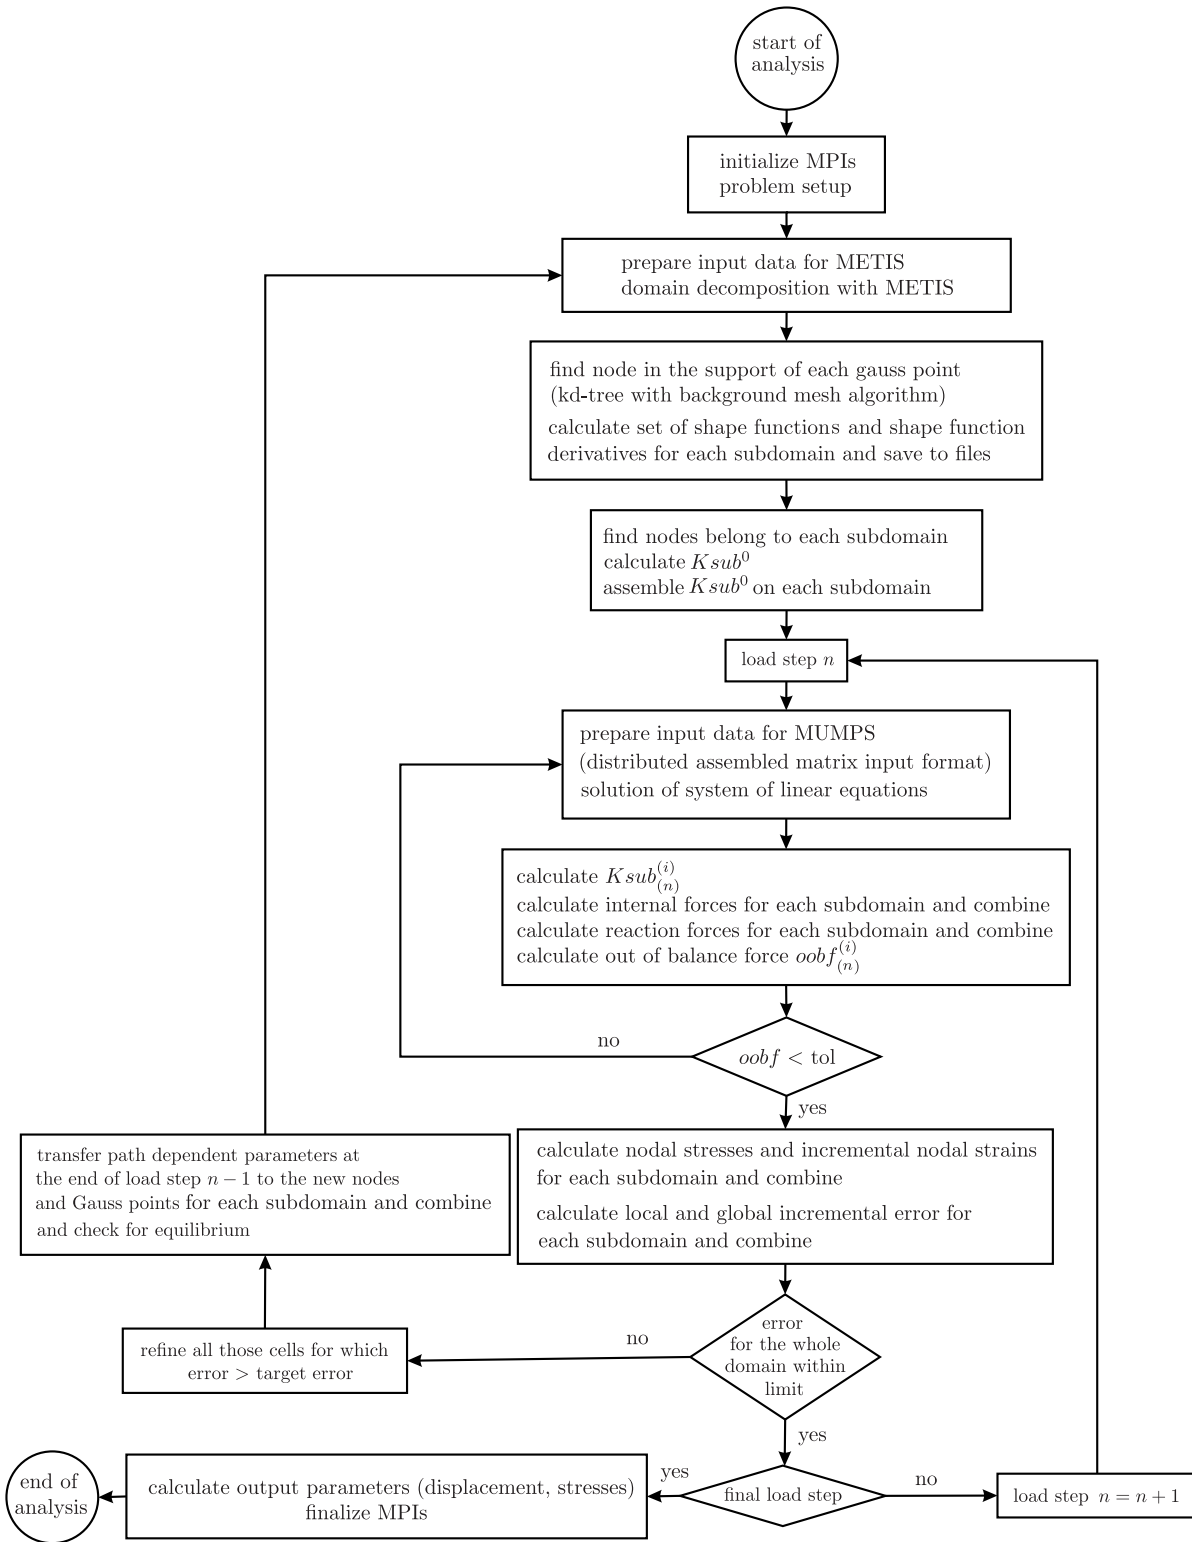 start of
analysis
initialize MPIs
problem setup
prepare input data for METIS
domain decomposition with METIS
find node in the support of each gauss point
(kd-tree with background mesh algorithm)
calculate set of shape functions and shape function
derivatives for each subdomain and save to files
find nodes belong to each subdomain
calculate $Ksub^{0}$
assemble $Ksub^{0}$ on each subdomain
load step $n$
prepare input data for MUMPS
(distributed assembled matrix input format)
solution of system of linear equations
calculate $Ksub_{(n)}^{(i)}$
calculate internal forces for each subdomain and combine
calculate reaction forces for each subdomain and combine
calculate out of balance force $oobf_{(n)}^{(i)}$
no
$oobf$ < tol
yes
transfer path dependent parameters at
the end of load step $n-1$ to the new nodes
and Gauss points for each subdomain and combine
and check for equilibrium
calculate nodal stresses and incremental nodal strains
for each subdomain and combine
calculate local and global incremental error for
each subdomain and combine
refine all those cells for which
error > target error
no
error
for the whole
domain within
limit
yes
end of
analysis
calculate output parameters (displacement, stresses)
finalize MPIs
yes
final load step
no
load step $n = n + 1$